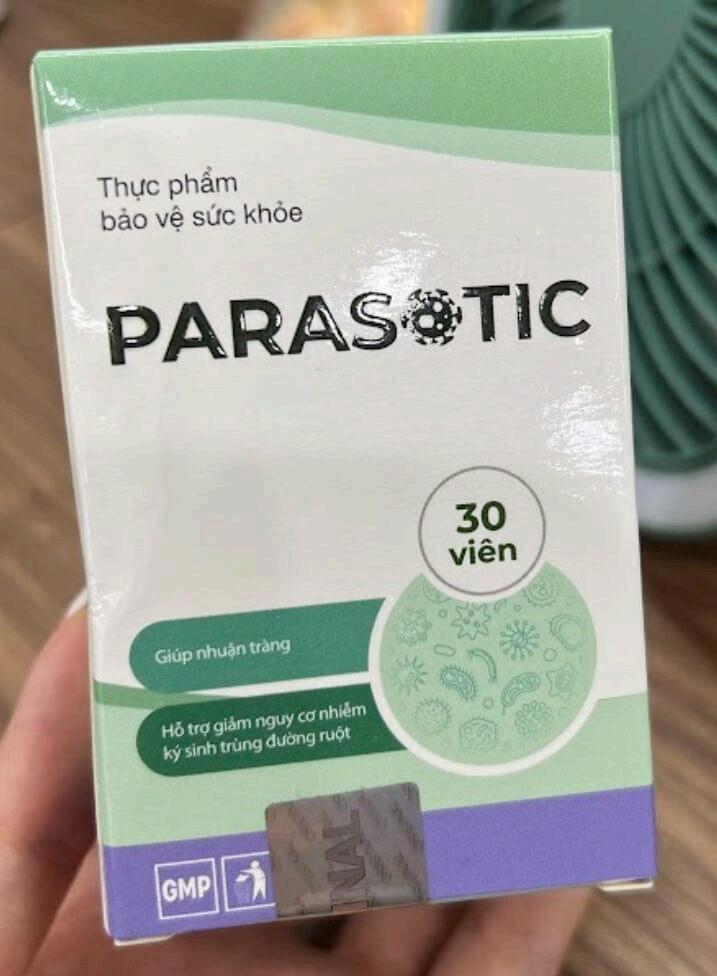 Thực phẩm
bảo vệ sức khỏe
PARASOTIC
30
viên
Giúp nhuận tràng
Hỗ trợ giảm nguy cơ nhiễm
ký sinh trùng đường ruột
GMP
INAL